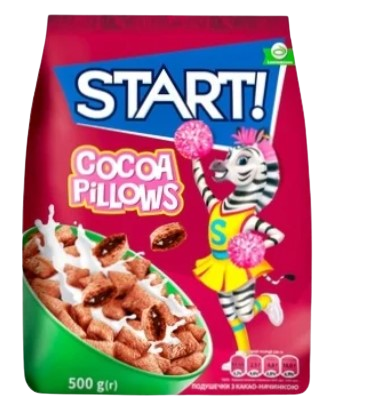 START!
COCOA
PILLOWS
S
500 g(г)
ПОДУШЕЧКИ З КАКАО-НАЧИНКОЮ